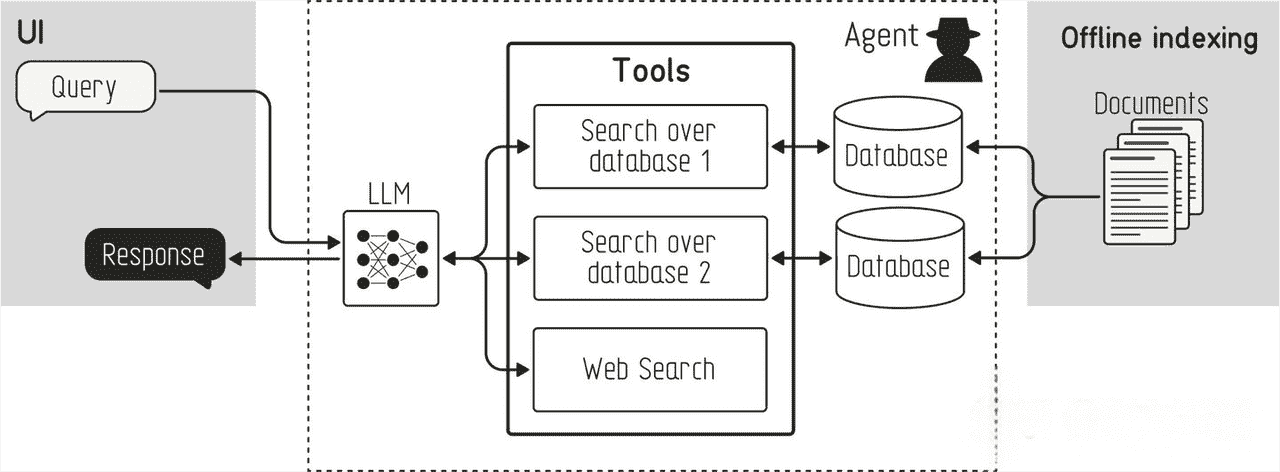 UI
Query
Response
LLM
Tools
Search over
database 1
Search over
database 2
Web Search
Agent
Database
Database
Offline indexing
Documents